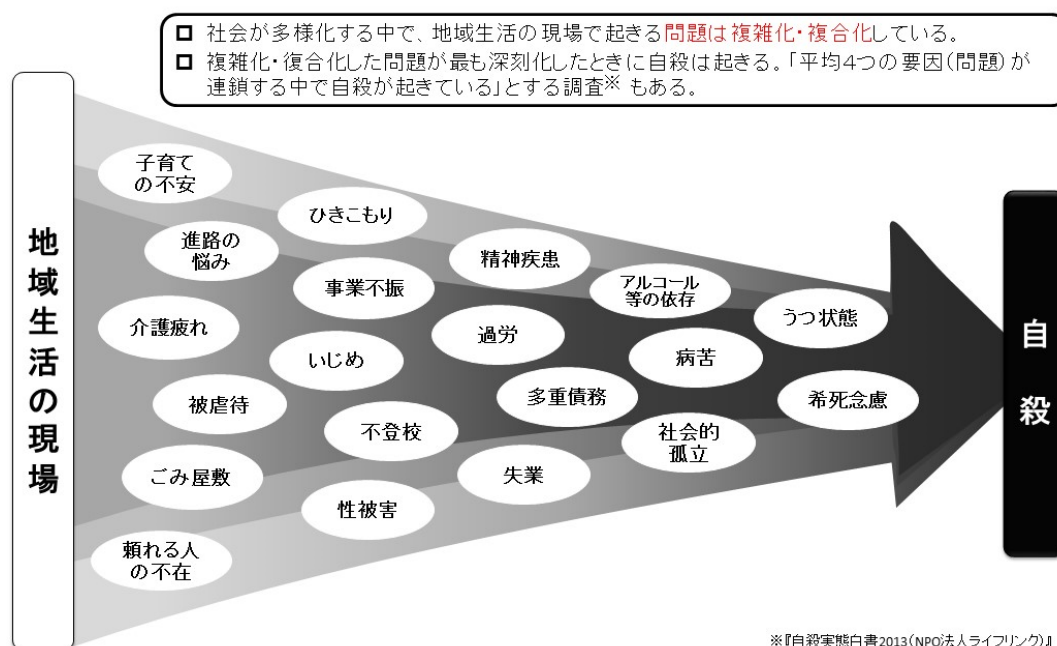 □ 社会が多様化する中で、地域生活の現場で起きる問題は複雑化・複合化している。
□ 複雑化・復合化した問題が最も深刻化したときに自殺は起きる。「平均4つの要因(問題)が
連鎖する中で自殺が起きている」とする調査※ もある。
地域生活の現場
子育て
の不安
進路の
悩み
介護疲れ
被虐待
ごみ屋敷
頼れる人
の不在
ひきこもり
事業不振
いじめ
不登校
性被害
精神疾患
過労
多重債務
失業
アルコール
等の依存
病苦
社会的
孤立
うつ状態
希死念慮
自殺
※『自殺実態白書2013(NPO法人ライフリンク)』